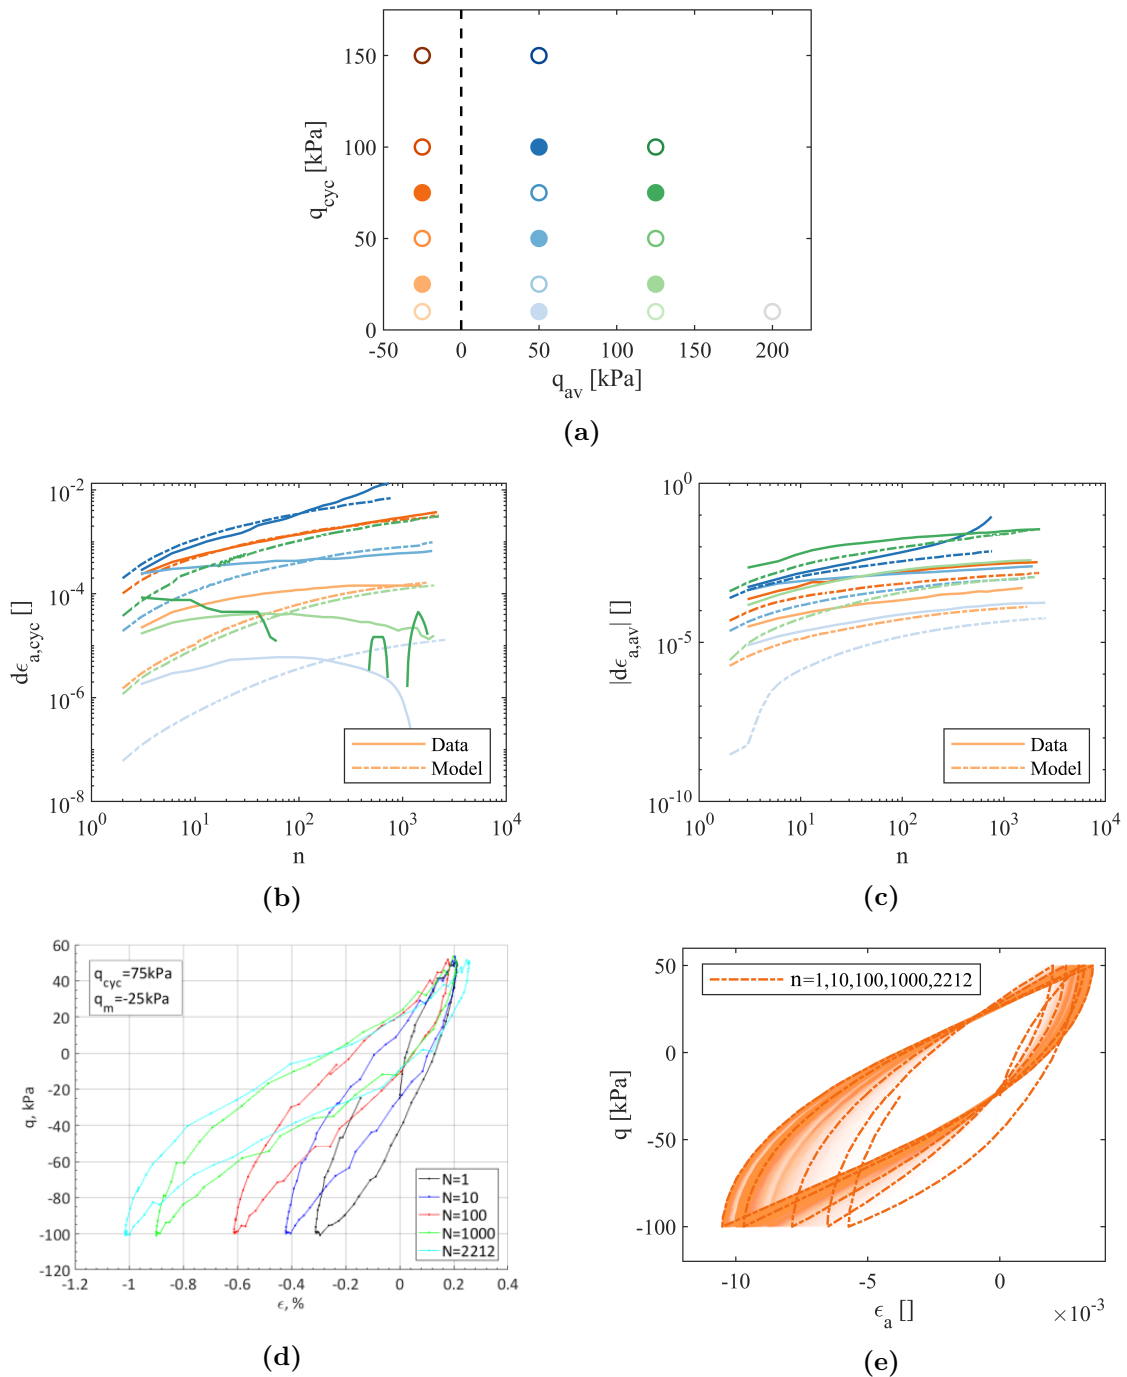 150
100
50
0
q_cyc [kPa]
-50 0 50 100 150 200
q_av [kPa]
(a)
10^-2
10^-4
10^-6
10^-8
dϵ_a,cyc []
Data
Model
10^0 10^1 10^2 10^3 10^4
n
(b)
10^0
10^-5
10^-10
|dϵ_a,av| []
Data
Model
10^0 10^1 10^2 10^3 10^4
n
(c)
60
40
20
0
-20
-40
-60
-80
-100
-120
q, kPa
q_cyc=75kPa
q_m=-25kPa
N=1
N=10
N=100
N=1000
N=2212
-1.2 -1 -0.8 -0.6 -0.4 -0.2 0 0.2 0.4
ϵ, %
(d)
50
0
-50
-100
q [kPa]
n=1,10,100,1000,2212
-10 -5 0
ϵ_a [] ×10^-3
(e)